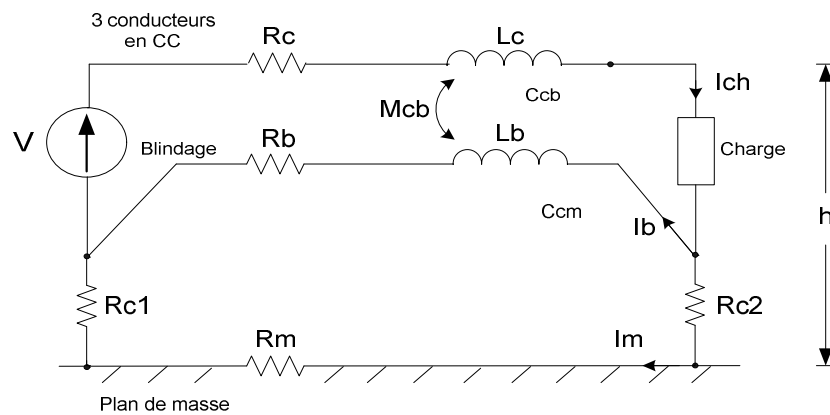 3 conducteurs
en CC
Rc
Lc
Ich
Mcb
Ccb
V
Blindage
Rb
Lb
Charge
Ccm
Ib
h
Rc1
Rc2
Rm
Im
Plan de masse